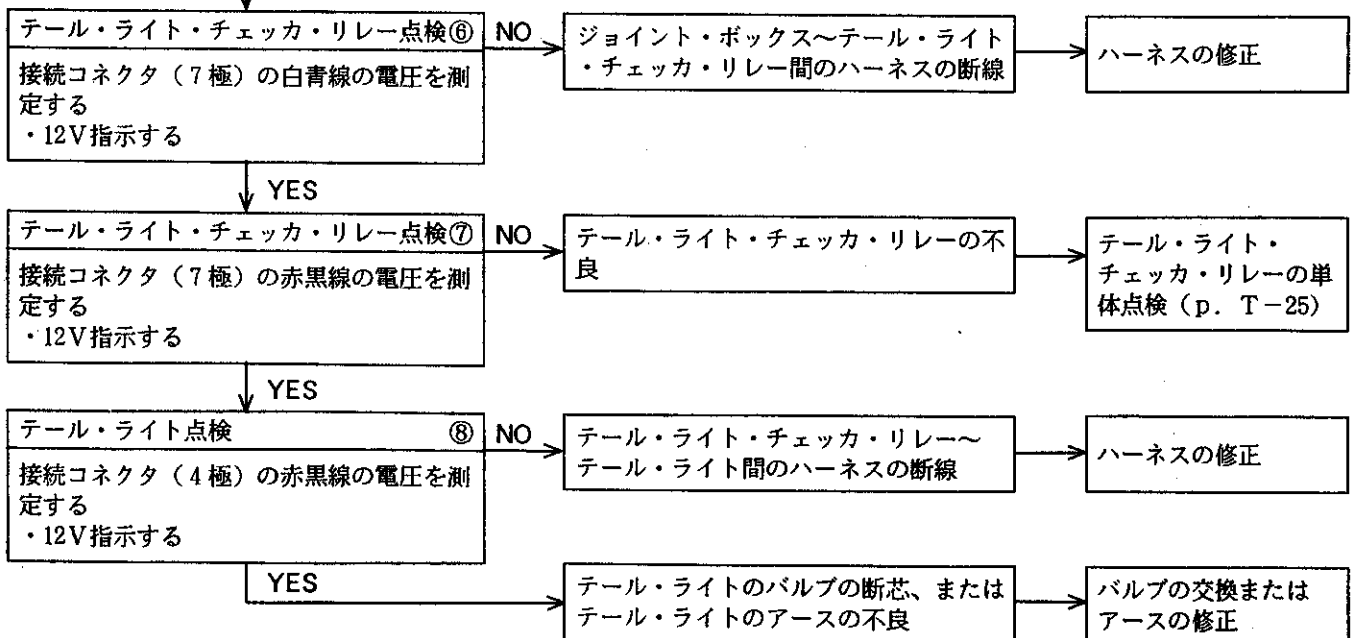 テール・ライト・チェッカ・リレー点検⑥
接続コネクタ（7極）の白青線の電圧を測
定する
・12V指示する
NO
ジョイント・ボックス～テール・ライト
・チェッカ・リレー間のハーネスの断線
ハーネスの修正
YES
テール・ライト・チェッカ・リレー点検⑦
接続コネクタ（7極）の赤黒線の電圧を測
定する
・12V指示する
NO
テール・ライト・チェッカ・リレーの不
良
テール・ライト・
チェッカ・リレーの単
体点検（p. T－25）
YES
テール・ライト点検 ⑧
接続コネクタ（4極）の赤黒線の電圧を測
定する
・12V指示する
NO
テール・ライト・チェッカ・リレー～
テール・ライト間のハーネスの断線
ハーネスの修正
YES
テール・ライトのバルブの断芯、または
テール・ライトのアースの不良
バルブの交換または
アースの修正